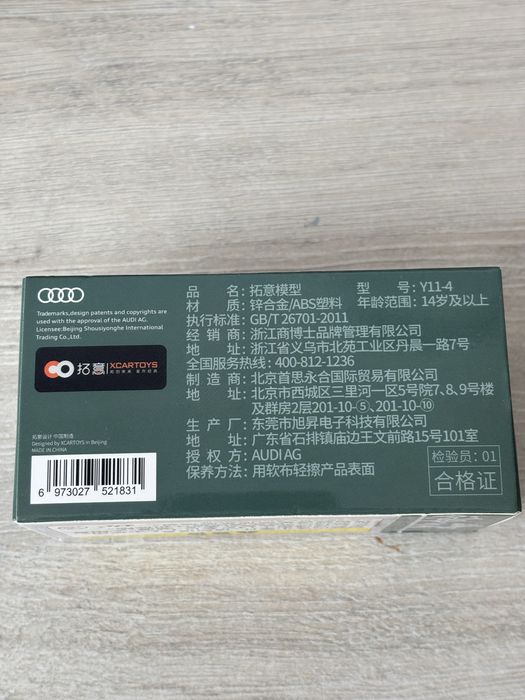 Trademarks,design patents and copyrights are
used with the approval of the AUDI AG.
Licensee:Beijing Shousiyonghe International
Trading Co.,Ltd.
拓意 XCARTOYS
拓意设计 中国制造
Designed by XCARTOYS in Beijing
MADE IN CHINA
6 973027 521831
品 名：拓意模型 型 号：Y11-4
材 质：锌合金/ABS塑料 年龄范围：14岁及以上
执行标准：GB/T 26701-2011
经 销 商：浙江商博士品牌管理有限公司
地 址：浙江省义乌市北苑工业区丹晨一路7号
全国服务热线：400-812-1236
制 造 商：北京首思永合国际贸易有限公司
地 址：北京市西城区三里河一区5号院7、8、9号楼
及群房2层201-10-⑤、201-10-⑩
生 产 厂：东莞市旭昇电子科技有限公司
地 址：广东省石排镇庙边王文前路15号101室
授 权 方：AUDI AG
保养方法：用软布轻擦产品表面
检验员：01
合格证